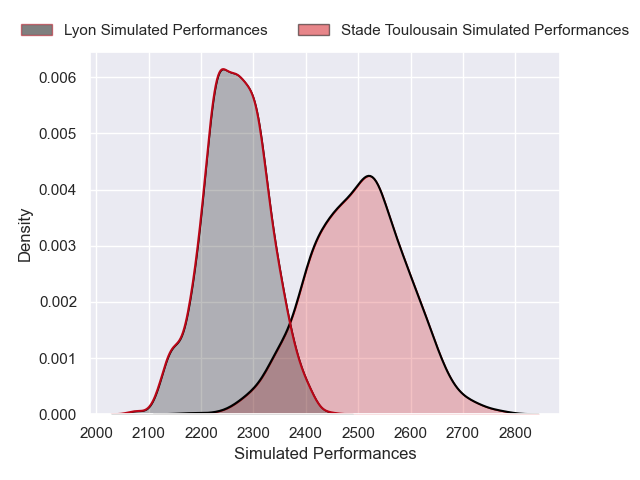 Lyon Simulated Performances
Stade Toulousain Simulated Performances
0.006
0.005
0.004
0.003
0.002
0.001
0.000
Density
2000 2100 2200 2300 2400 2500 2600 2700 2800
Simulated Performances